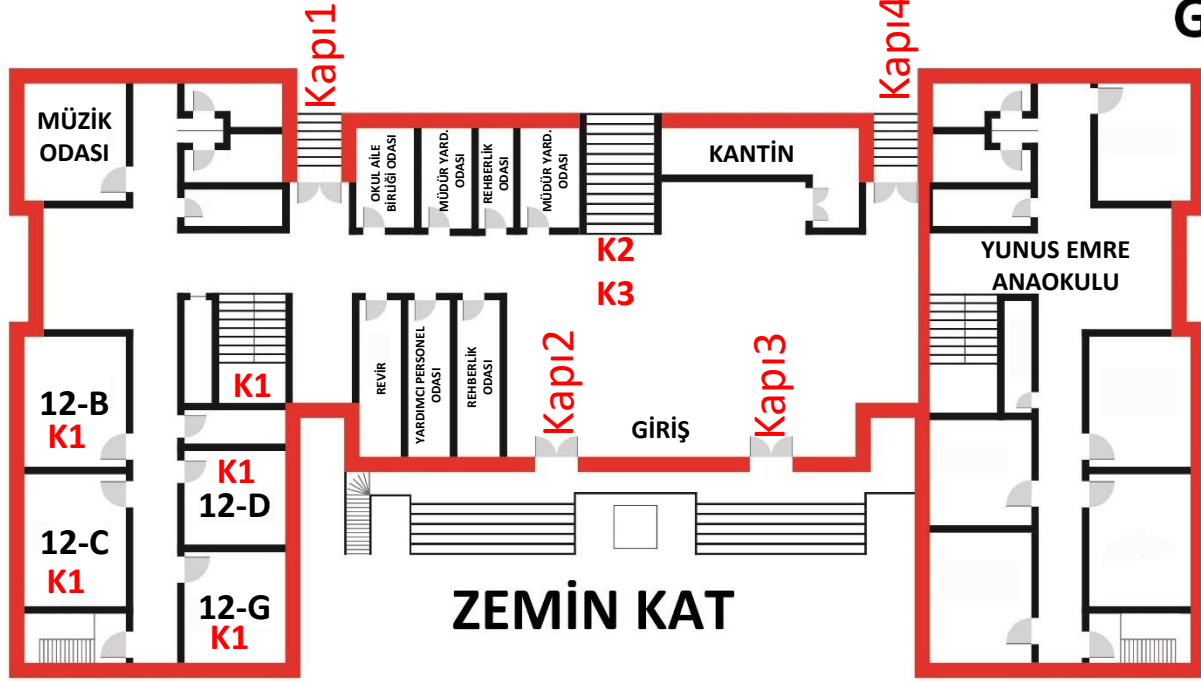 G
Kapı1
Kapı4
MÜZİK
ODASI
OKUL AİLE
BİRLİĞİ ODASI
MÜDÜR YARD.
ODASI
REHBERLİK
ODASI
MÜDÜR YARD.
ODASI
KANTİN
K2
K3
YUNUS EMRE
ANAOKULU
K1
REVİR
YARDIMCI PERSONEL
ODASI
REHBERLİK
ODASI
Kapı2
Kapı3
GİRİŞ
12-B
K1
K1
12-D
12-C
K1
12-G
K1
ZEMİN KAT